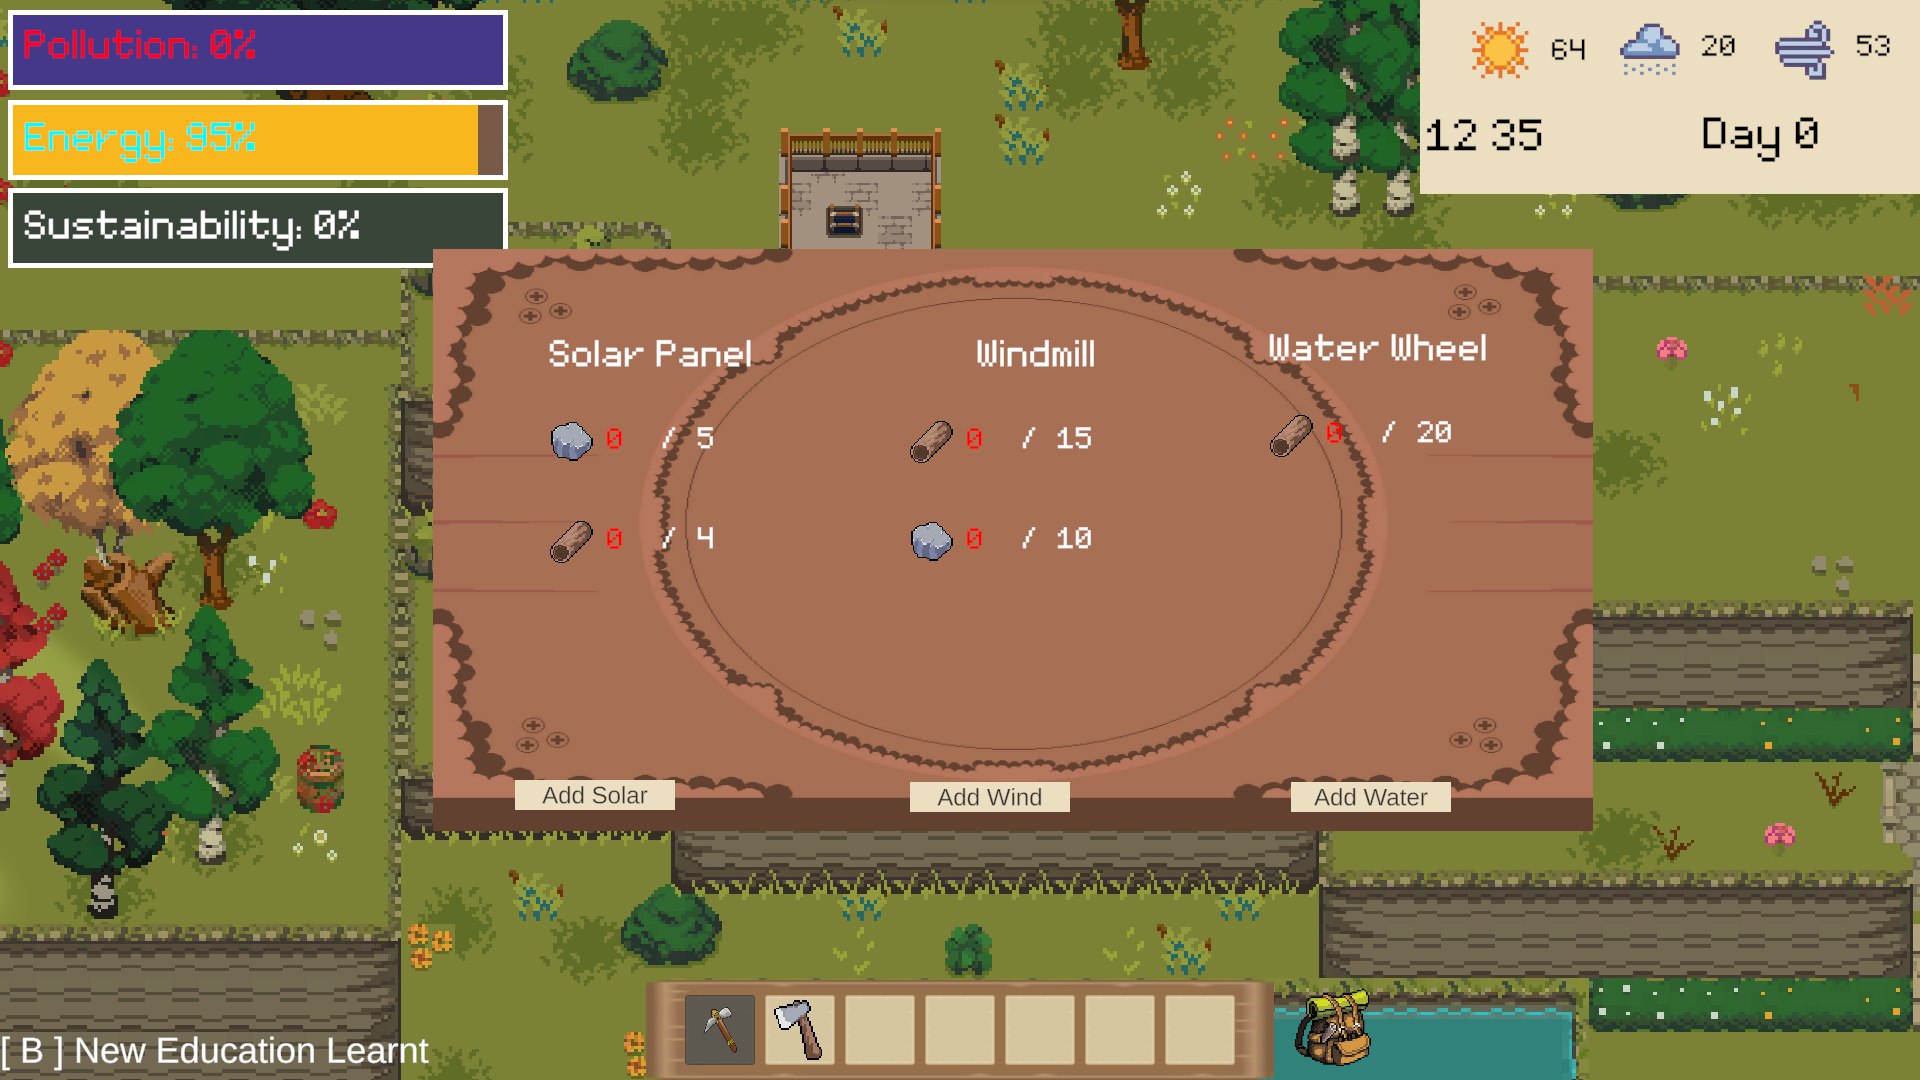 Pollution: 0%
Energy: 95%
Sustainability: 0%
64 20 53
12 35 Day 0
Solar Panel
0 / 5
0 / 4
Windmill
0 / 15
0 / 10
Water Wheel
0 / 20
Add Solar
Add Wind
Add Water
[ B ] New Education Learnt